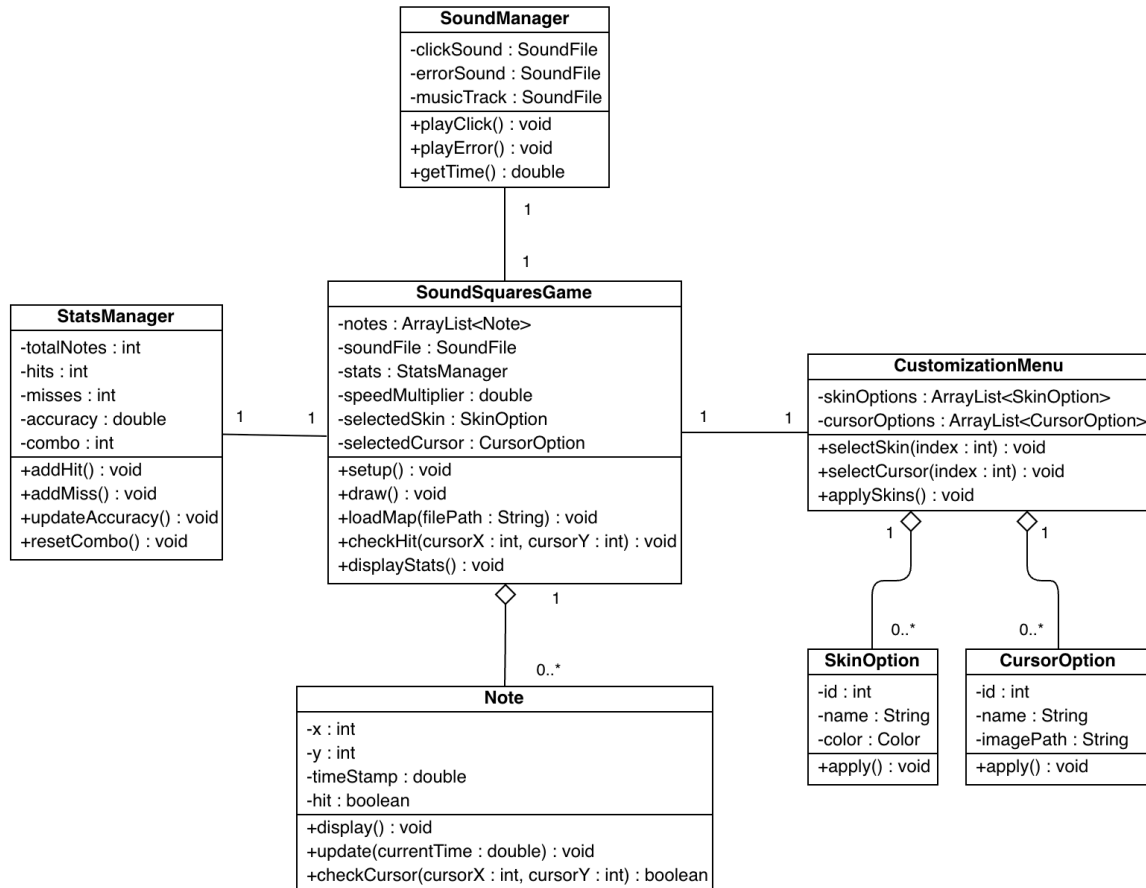 SoundManager
-clickSound : SoundFile
-errorSound : SoundFile
-musicTrack : SoundFile
+playClick() : void
+playError() : void
+getTime() : double
1
1
SoundSquaresGame
-notes : ArrayList<Note>
-soundFile : SoundFile
-stats : StatsManager
-speedMultiplier : double
-selectedSkin : SkinOption
-selectedCursor : CursorOption
+setup() : void
+draw() : void
+loadMap(filePath : String) : void
+checkHit(cursorX : int, cursorY : int) : void
+displayStats() : void
StatsManager
-totalNotes : int
-hits : int
-misses : int
-accuracy : double
-combo : int
+addHit() : void
+addMiss() : void
+updateAccuracy() : void
+resetCombo() : void
1
1
1
1
CustomizationMenu
-skinOptions : ArrayList<SkinOption>
-cursorOptions : ArrayList<CursorOption>
+selectSkin(index : int) : void
+selectCursor(index : int) : void
+applySkins() : void
1
1
0..*
0..*
SkinOption
-id : int
-name : String
-color : Color
+apply() : void
CursorOption
-id : int
-name : String
-imagePath : String
+apply() : void
1
0..*
Note
-x : int
-y : int
-timeStamp : double
-hit : boolean
+display() : void
+update(currentTime : double) : void
+checkCursor(cursorX : int, cursorY : int) : boolean